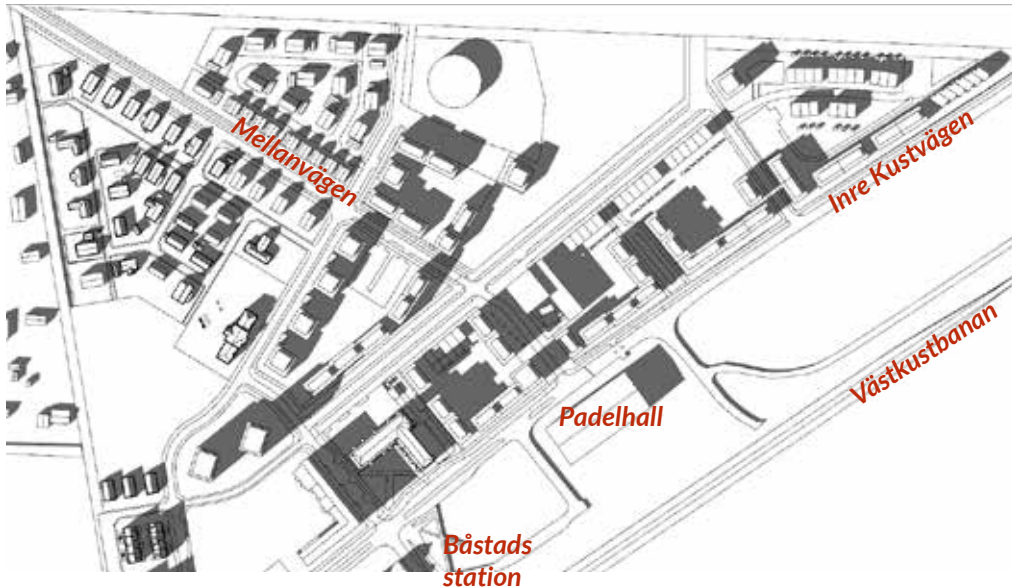 Mellanvägen
Inre Kustvägen
Västkustbanan
Padelhall
Båstads
station